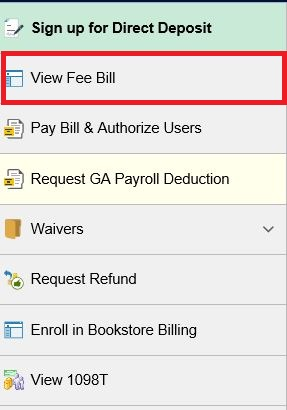 Sign up for Direct Deposit
View Fee Bill
Pay Bill & Authorize Users
Request GA Payroll Deduction
Waivers
Request Refund
Enroll in Bookstore Billing
View 1098T